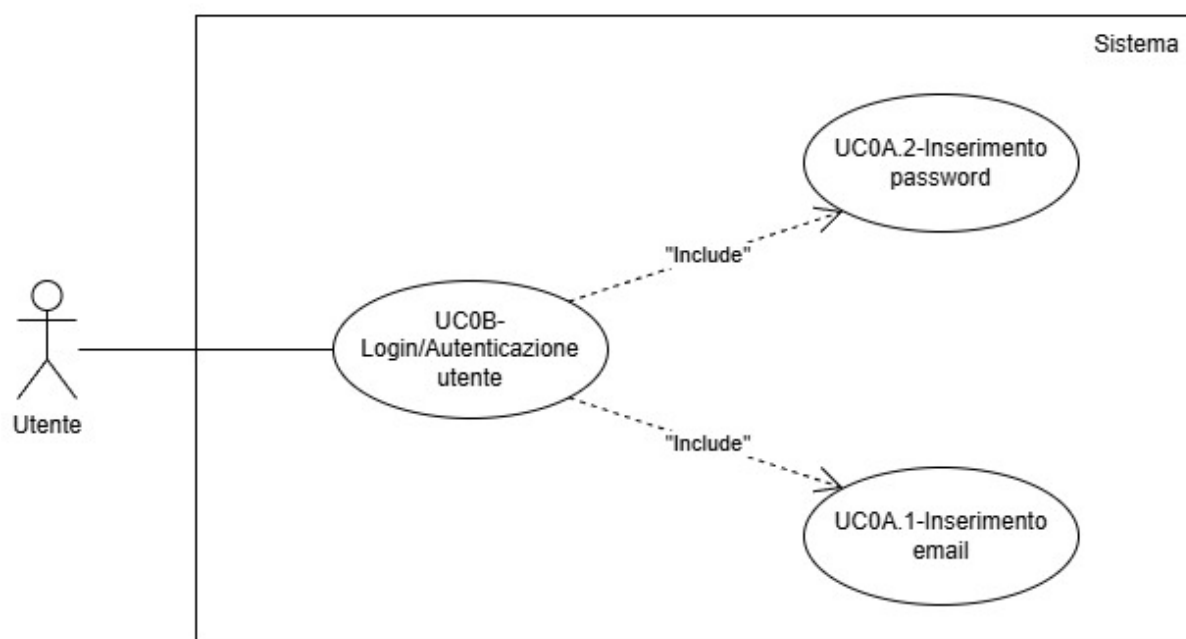 Sistema
UC0A.2-Inserimento
password
"Include"
UC0B-
Login/Autenticazione
utente
Utente
"Include"
UC0A.1-Inserimento
email